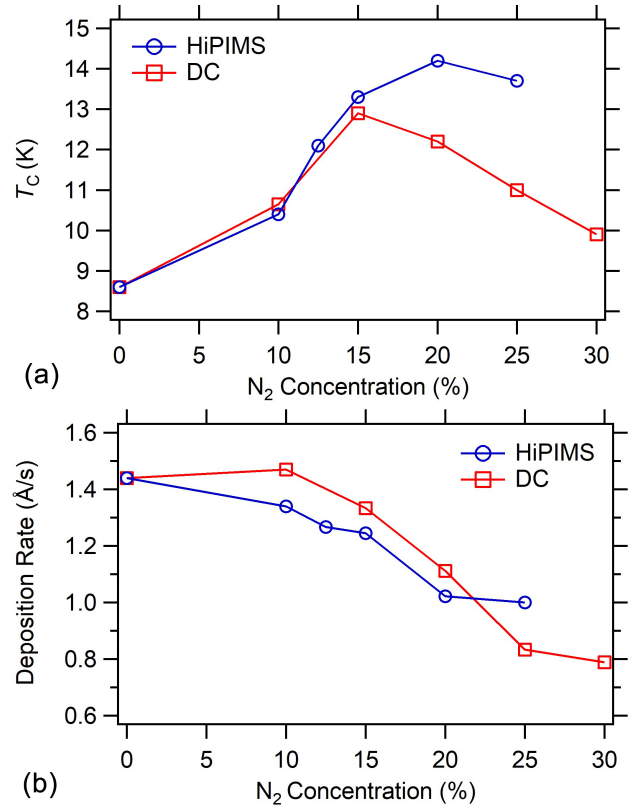 15
14
13
12
11
10
9
8
T_C (K)
HiPIMS
DC
0
5
10
15
20
25
30
(a)
N₂ Concentration (%)
1.6
1.4
1.2
1.0
0.8
0.6
Deposition Rate (Å/s)
HiPIMS
DC
0
5
10
15
20
25
30
(b)
N₂ Concentration (%)